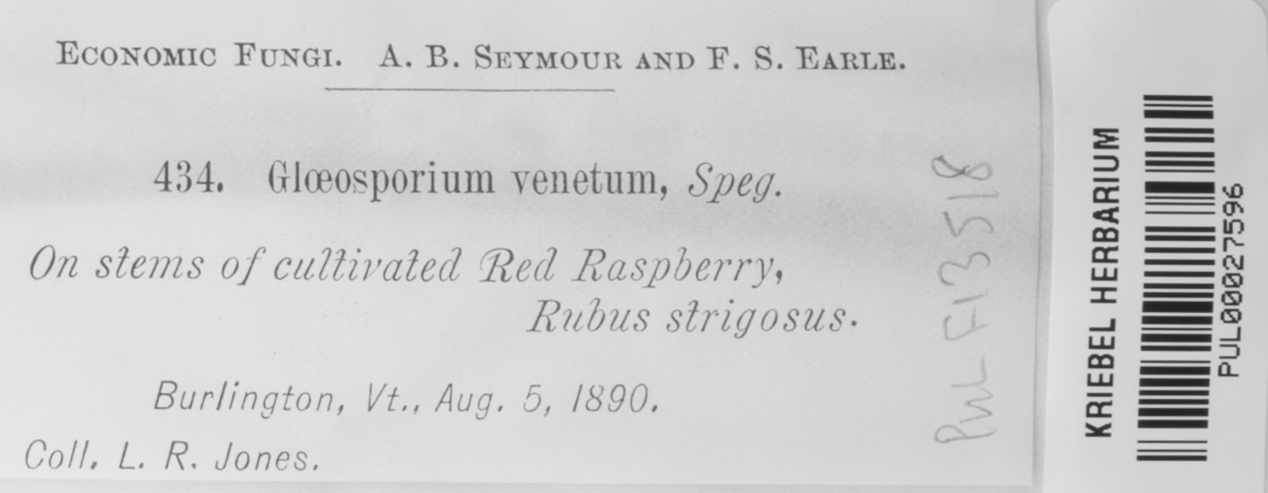 ECONOMIC FUNGI. A. B. SEYMOUR AND F. S. EARLE.
434. Glœosporium venetum, Speg.
On stems of cultivated Red Raspberry,
Rubus strigosus.
Burlington, Vt., Aug. 5, 1890.
Coll. L. R. Jones.
PUL F13518
KRIEBEL HERBARIUM
PUL00027596